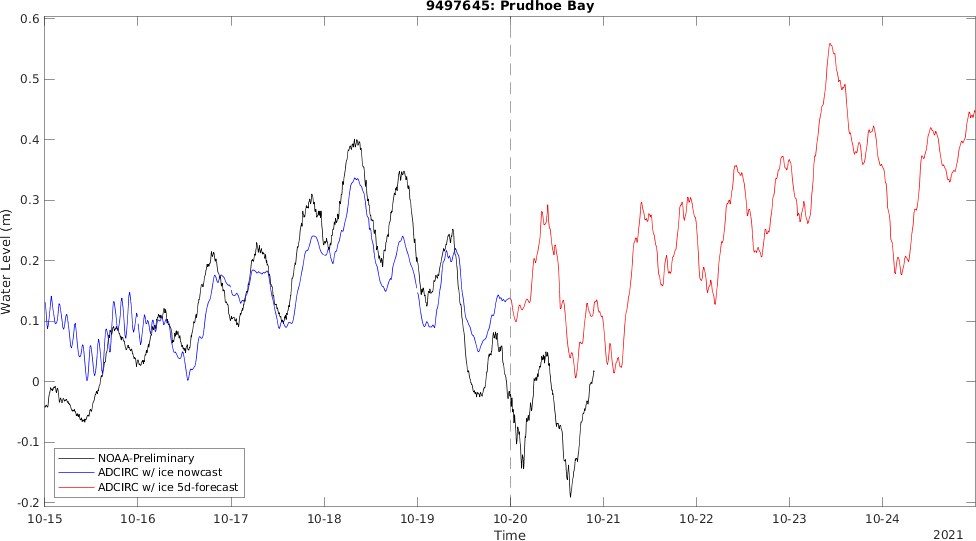 9497645: Prudhoe Bay
0.6
0.5
0.4
0.3
0.2
0.1
0
-0.1
-0.2
Water Level (m)
NOAA-Preliminary
ADCIRC w/ ice nowcast
ADCIRC w/ ice 5d-forecast
10-15 10-16 10-17 10-18 10-19 10-20 10-21 10-22 10-23 10-24
Time
2021